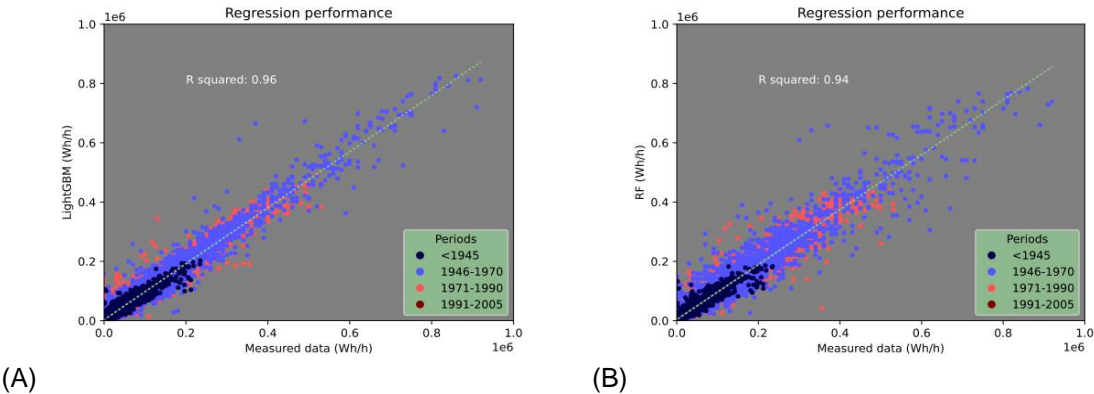 Regression performance
1e6
1.0
0.8
0.6
0.4
0.2
0.0
LightGBM (Wh/h)
R squared: 0.96
Periods
<1945
1946-1970
1971-1990
1991-2005
0.0 0.2 0.4 0.6 0.8 1.0
Measured data (Wh/h)
1e6
(A)
Regression performance
1e6
1.0
0.8
0.6
0.4
0.2
0.0
RF (Wh/h)
R squared: 0.94
Periods
<1945
1946-1970
1971-1990
1991-2005
0.0 0.2 0.4 0.6 0.8 1.0
Measured data (Wh/h)
1e6
(B)